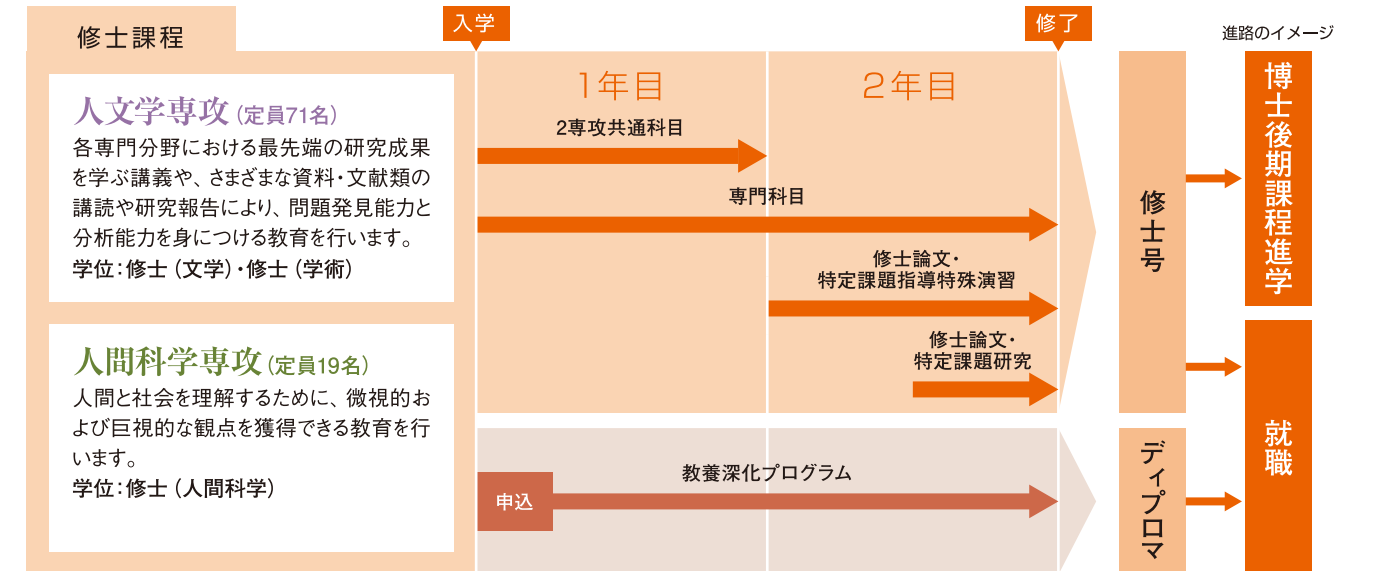 修士課程
入学
修了
進路のイメージ
人文学専攻（定員71名）
各専門分野における最先端の研究成果
を学ぶ講義や、さまざまな資料・文献類の
講読や研究報告により、問題発見能力と
分析能力を身につける教育を行います。
学位：修士（文学）・修士（学術）
人間科学専攻（定員19名）
人間と社会を理解するために、微視的お
よび巨視的な観点を獲得できる教育を行
います。
学位：修士（人間科学）
1年目
2年目
2専攻共通科目
専門科目
修士論文・
特定課題指導特殊演習
修士論文・
特定課題研究
教養深化プログラム
申込
修士号
ディプロマ
博士後期課程進学
就職